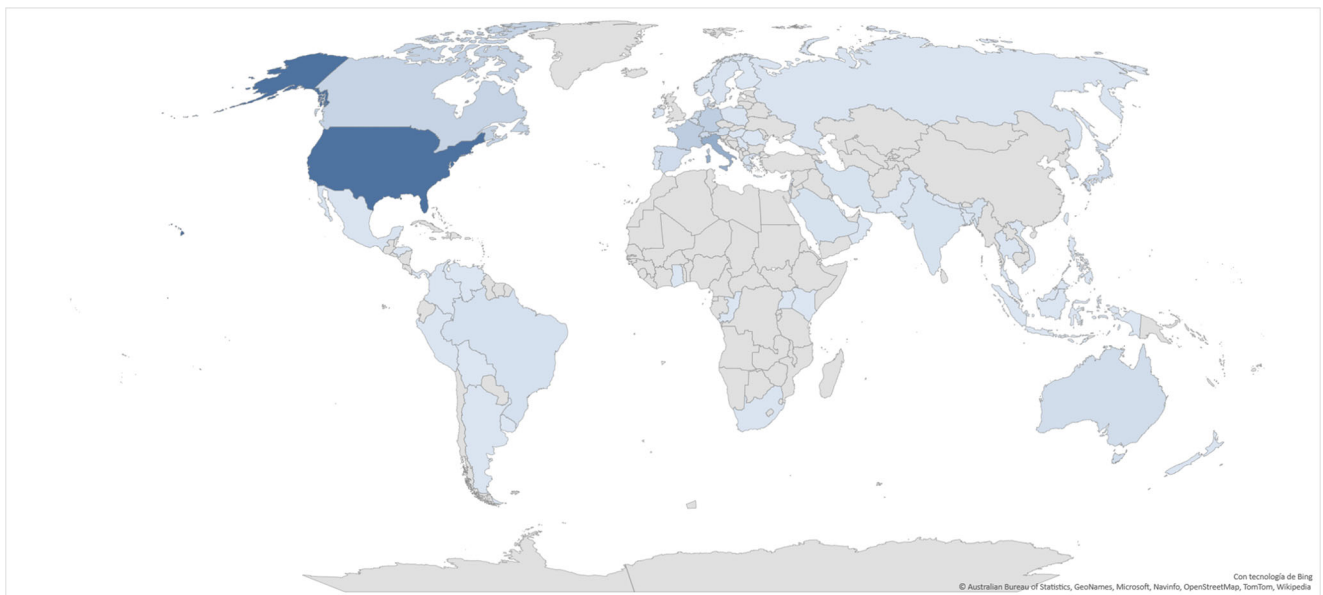 Con tecnología de Bing
© Australian Bureau of Statistics, GeoNames, Microsoft, Navinfo, OpenStreetMap, TomTom, Wikipedia